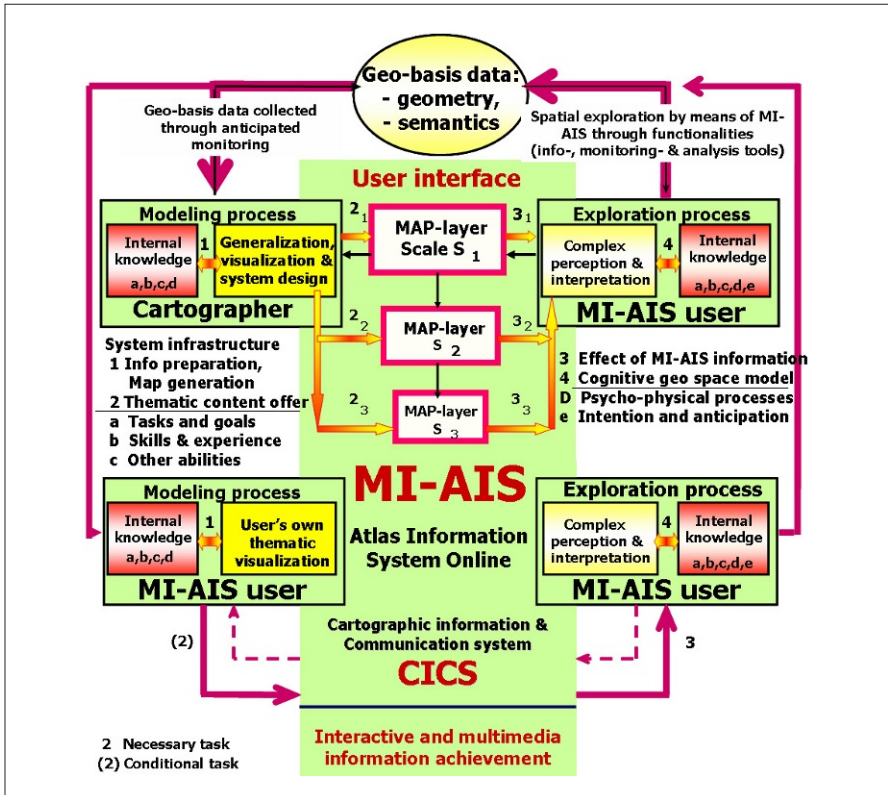 Geo-basis data:
- geometry,
- semantics
Geo-basis data collected
through anticipated
monitoring
Spatial exploration by means of MI-
AIS through functionalities
(info-, monitoring- & analysis tools)
User interface
Modeling process
Internal
knowledge
a,b,c,d
1
Generalization,
visualization &
system design
Cartographer
2 1
MAP-layer
Scale S 1
3 1
Exploration process
Complex
perception &
interpretation
4
Internal
knowledge
a,b,c,d,e
MI-AIS user
2 2
MAP-layer
S 2
3 2
2 3
MAP-layer
S 3
3 3
System infrastructure
1 Info preparation,
Map generation
2 Thematic content offer
a Tasks and goals
b Skills & experience
c Other abilities
3 Effect of MI-AIS information
4 Cognitive geo space model
D Psycho-physical processes
e Intention and anticipation
MI-AIS
Atlas Information
System Online
Modeling process
Internal
knowledge
a,b,c,d
1
User's own
thematic
visualization
MI-AIS user
Exploration process
Complex
perception &
interpretation
4
Internal
knowledge
a,b,c,d,e
MI-AIS user
(2)
Cartographic information &
Communication system
CICS
3
Interactive and multimedia
information achievement
2 Necessary task
(2) Conditional task